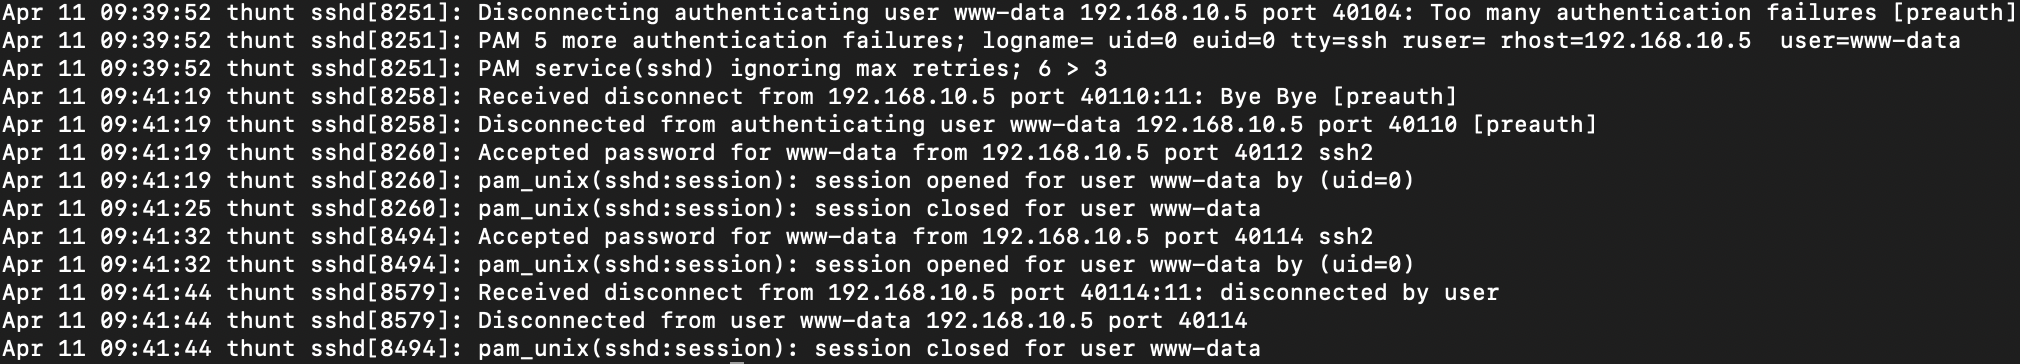 Apr 11 09:39:52 thunt sshd[8251]: Disconnecting authenticating user www-data 192.168.10.5 port 40104: Too many authentication failures [preauth]
Apr 11 09:39:52 thunt sshd[8251]: PAM 5 more authentication failures; logname= uid=0 euid=0 tty=ssh ruser= rhost=192.168.10.5  user=www-data
Apr 11 09:39:52 thunt sshd[8251]: PAM service(sshd) ignoring max retries; 6 > 3
Apr 11 09:41:19 thunt sshd[8258]: Received disconnect from 192.168.10.5 port 40110:11: Bye Bye [preauth]
Apr 11 09:41:19 thunt sshd[8258]: Disconnected from authenticating user www-data 192.168.10.5 port 40110 [preauth]
Apr 11 09:41:19 thunt sshd[8260]: Accepted password for www-data from 192.168.10.5 port 40112 ssh2
Apr 11 09:41:19 thunt sshd[8260]: pam_unix(sshd:session): session opened for user www-data by (uid=0)
Apr 11 09:41:25 thunt sshd[8260]: pam_unix(sshd:session): session closed for user www-data
Apr 11 09:41:32 thunt sshd[8494]: Accepted password for www-data from 192.168.10.5 port 40114 ssh2
Apr 11 09:41:32 thunt sshd[8494]: pam_unix(sshd:session): session opened for user www-data by (uid=0)
Apr 11 09:41:44 thunt sshd[8579]: Received disconnect from 192.168.10.5 port 40114:11: disconnected by user
Apr 11 09:41:44 thunt sshd[8579]: Disconnected from user www-data 192.168.10.5 port 40114
Apr 11 09:41:44 thunt sshd[8494]: pam_unix(sshd:session): session closed for user www-data